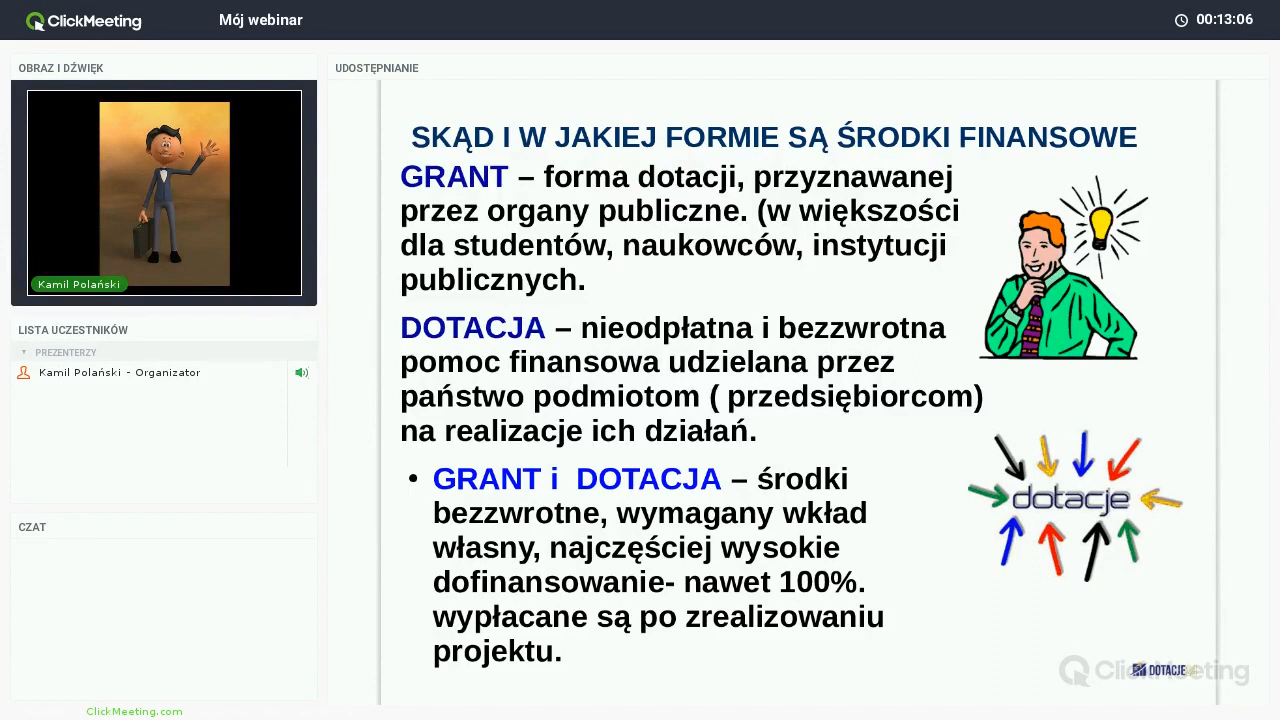 ClickMeeting
Mój webinar
00:13:06
OBRAZ I DŹWIĘK
Kamil Polański
LISTA UCZESTNIKÓW
PREZENTERZY
Kamil Polański - Organizator
CZAT
ClickMeeting.com
UDOSTĘPNIANIE
SKĄD I W JAKIEJ FORMIE SĄ ŚRODKI FINANSOWE
GRANT – forma dotacji, przyznawanej
przez organy publiczne. (w większości
dla studentów, naukowców, instytucji
publicznych.
DOTACJA – nieodpłatna i bezzwrotna
pomoc finansowa udzielana przez
państwo podmiotom ( przedsiębiorcom)
na realizacje ich działań.
• GRANT i  DOTACJA – środki
bezzwrotne, wymagany wkład
własny, najczęściej wysokie
dofinansowanie- nawet 100%.
wypłacane są po zrealizowaniu
projektu.
dotacje
ClickMeeting
DOTACJE